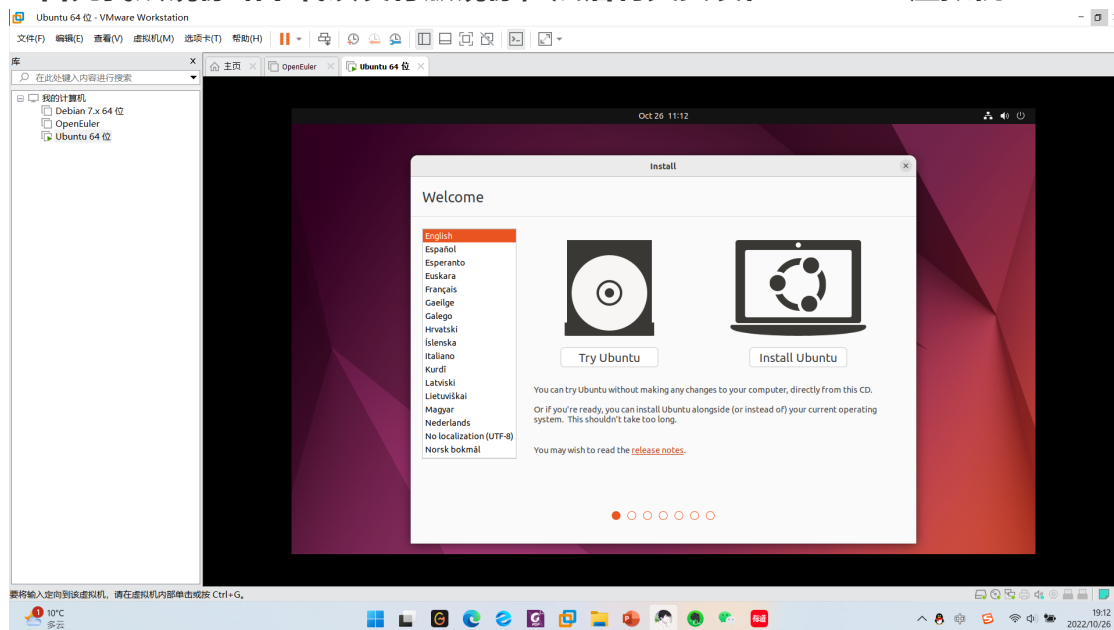 Ubuntu 64 位 - VMware Workstation
文件(F) 编辑(E) 查看(V) 虚拟机(M) 选项卡(T) 帮助(H)
库
主页
OpenEuler
Ubuntu 64 位
在此处键入内容进行搜索
我的计算机
Debian 7.x 64 位
OpenEuler
Ubuntu 64 位
Oct 26 11:12
Install
Welcome
English
Español
Esperanto
Euskara
Français
Gaeilge
Galego
Hrvatski
Íslenska
Italiano
Kurdî
Latviski
Lietuviškai
Magyar
Nederlands
No localization (UTF-8)
Norsk bokmål
Try Ubuntu
Install Ubuntu
You can try Ubuntu without making any changes to your computer, directly from this CD.
Or if you're ready, you can install Ubuntu alongside (or instead of) your current operating
system. This shouldn't take too long.
You may wish to read the release notes.
要将输入定向到该虚拟机，请在虚拟机内部单击或按 Ctrl+G。
1
10°C
多云
有道
中
19:12
2022/10/26